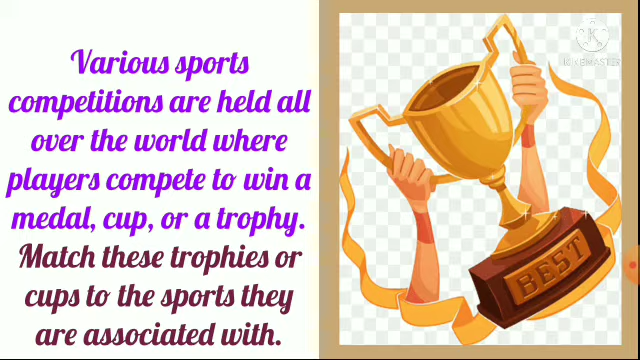 Various sports
competitions are held all
over the world where
players compete to win a
medal, cup, or a trophy.
Match these trophies or
cups to the sports they
are associated with.
K
KINEMASTER
BEST